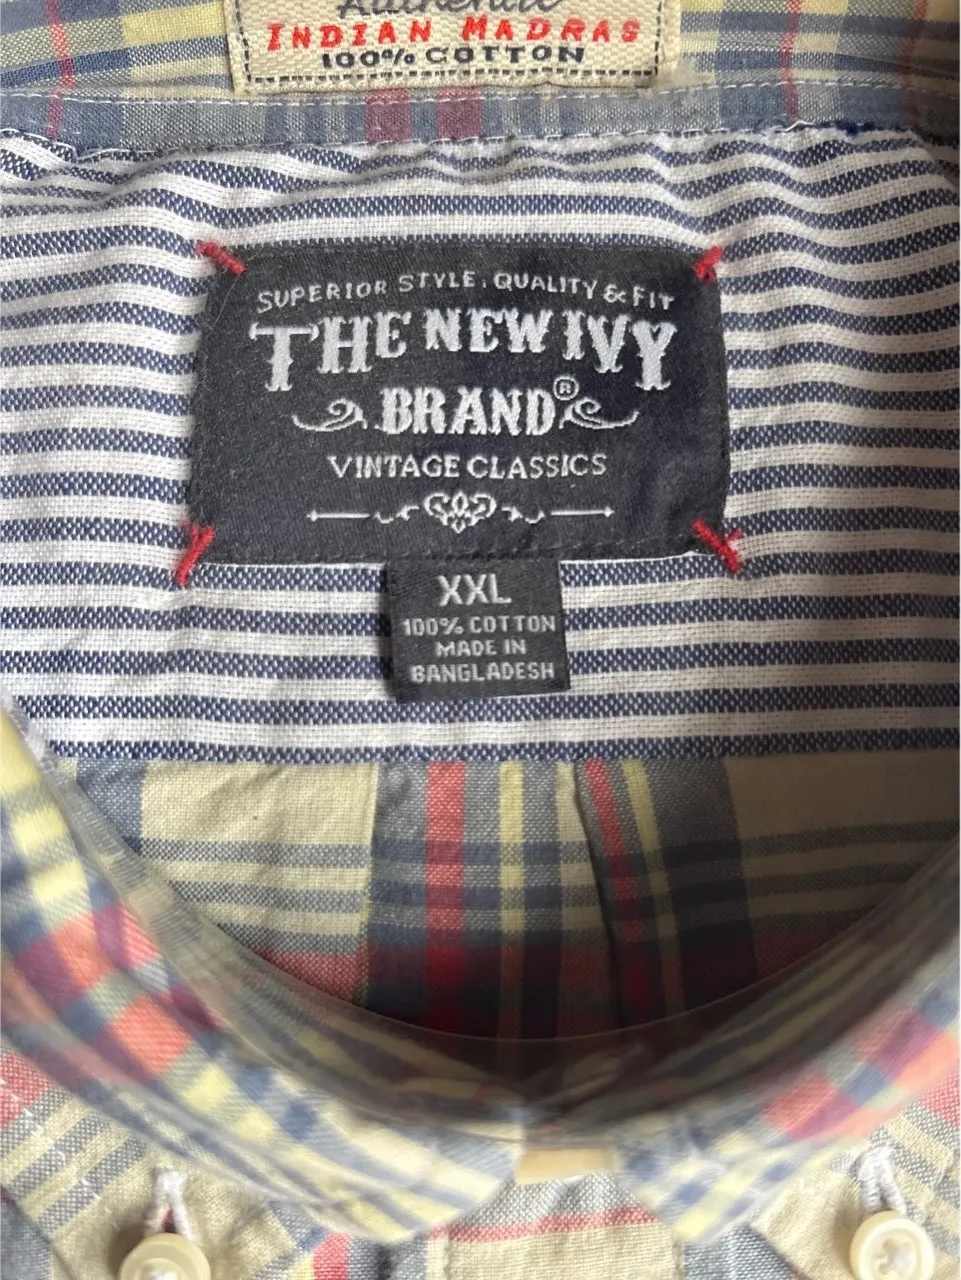 Authentic
INDIAN MADRAS
100% COTTON
SUPERIOR STYLE, QUALITY & FIT
THE NEW IVY
BRAND®
VINTAGE CLASSICS
XXL
100% COTTON
MADE IN
BANGLADESH